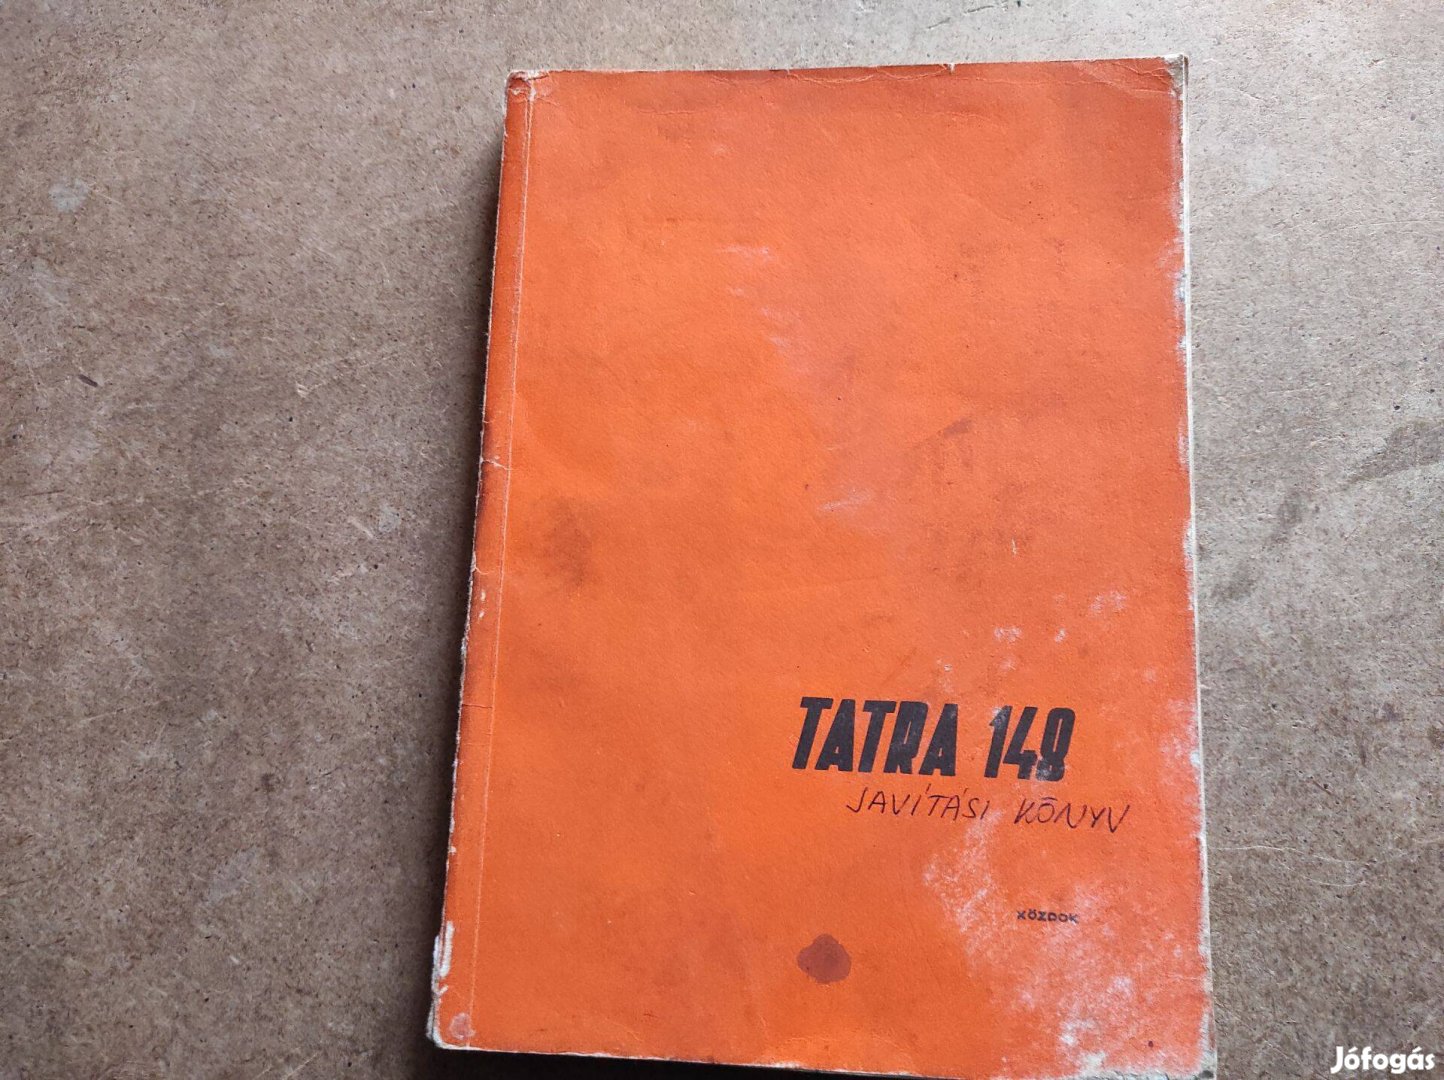 TATRA 148
JAVÍTÁSI KÖNYV
KÖZDOK
Jófogás